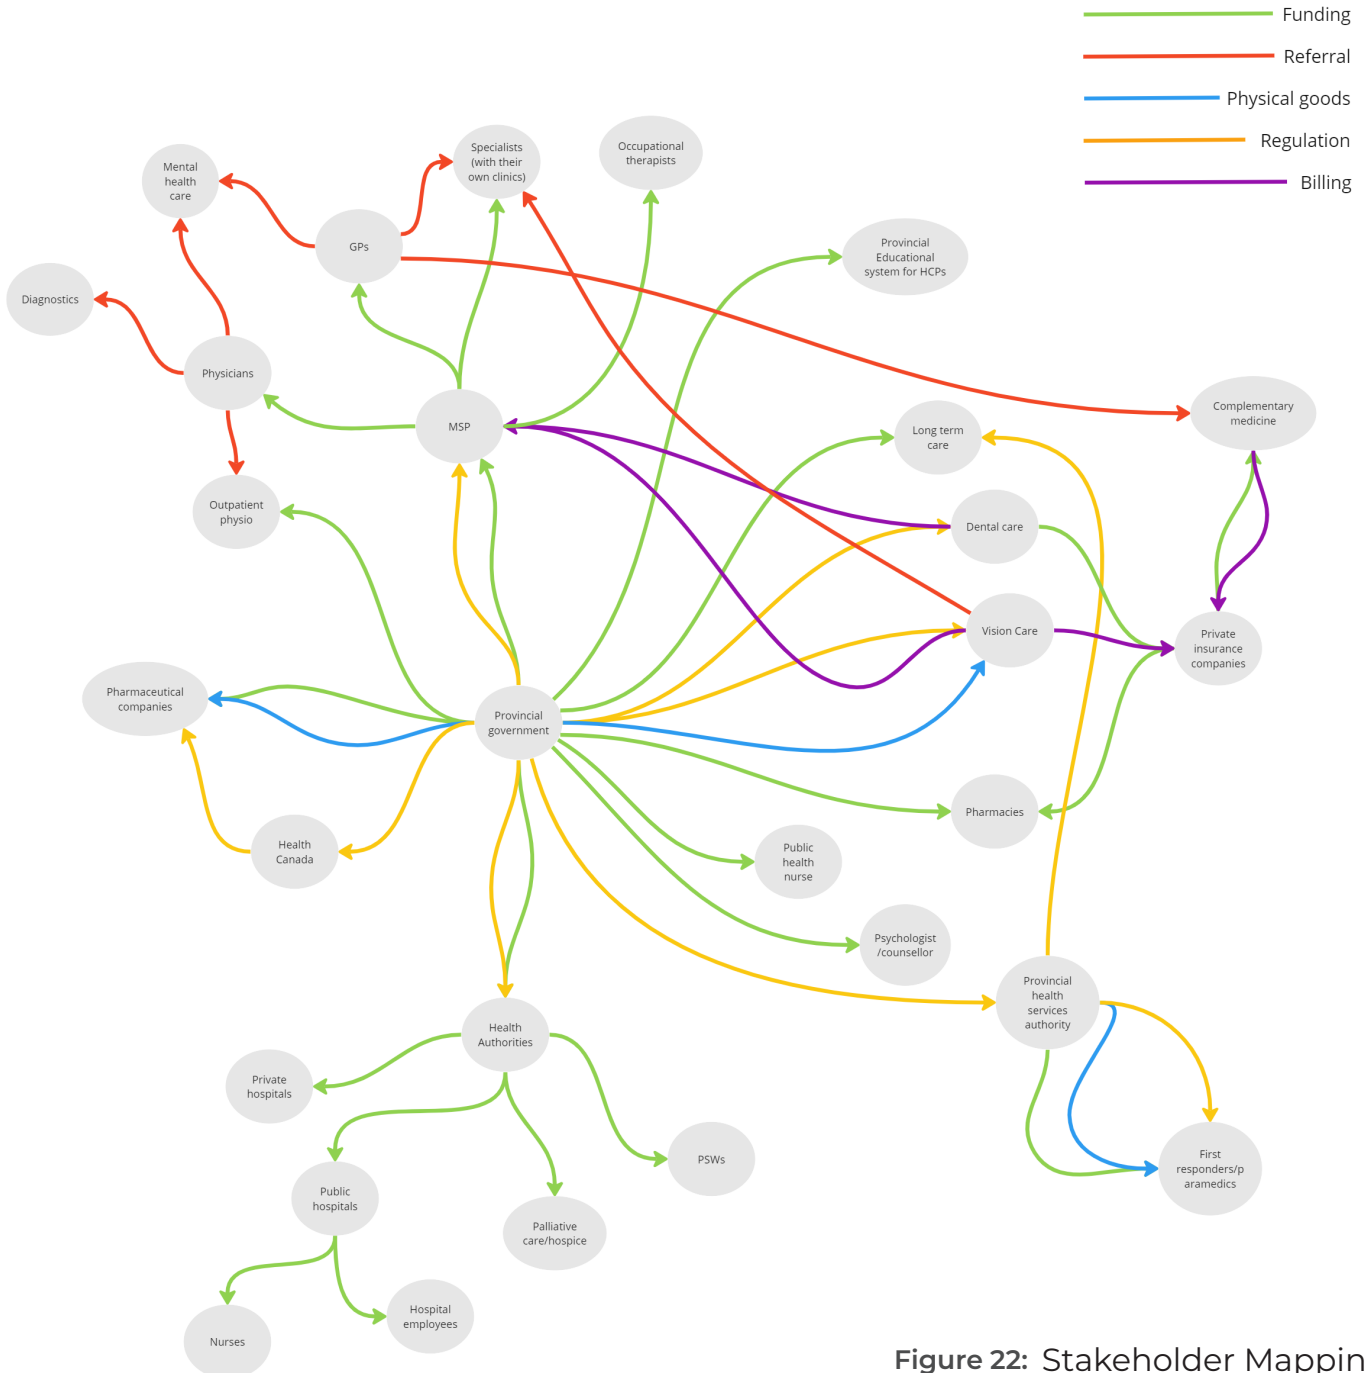 Funding
Referral
Physical goods
Regulation
Billing
Specialists
(with their
own clinics)
Occupational
therapists
Mental
health
care
GPs
Provincial
Educational
system for HCPs
Diagnostics
Physicians
MSP
Complementary
medicine
Long term
care
Outpatient
physio
Dental care
Vision Care
Private
insurance
companies
Pharmaceutical
companies
Provincial
government
Pharmacies
Health
Canada
Public
health
nurse
Psychologist
/counsellor
Provincial
health
services
authority
Health
Authorities
Private
hospitals
PSWs
First
responders/p
aramedics
Public
hospitals
Palliative
care/hospice
Hospital
employees
Nurses
Figure 22: Stakeholder Mappin